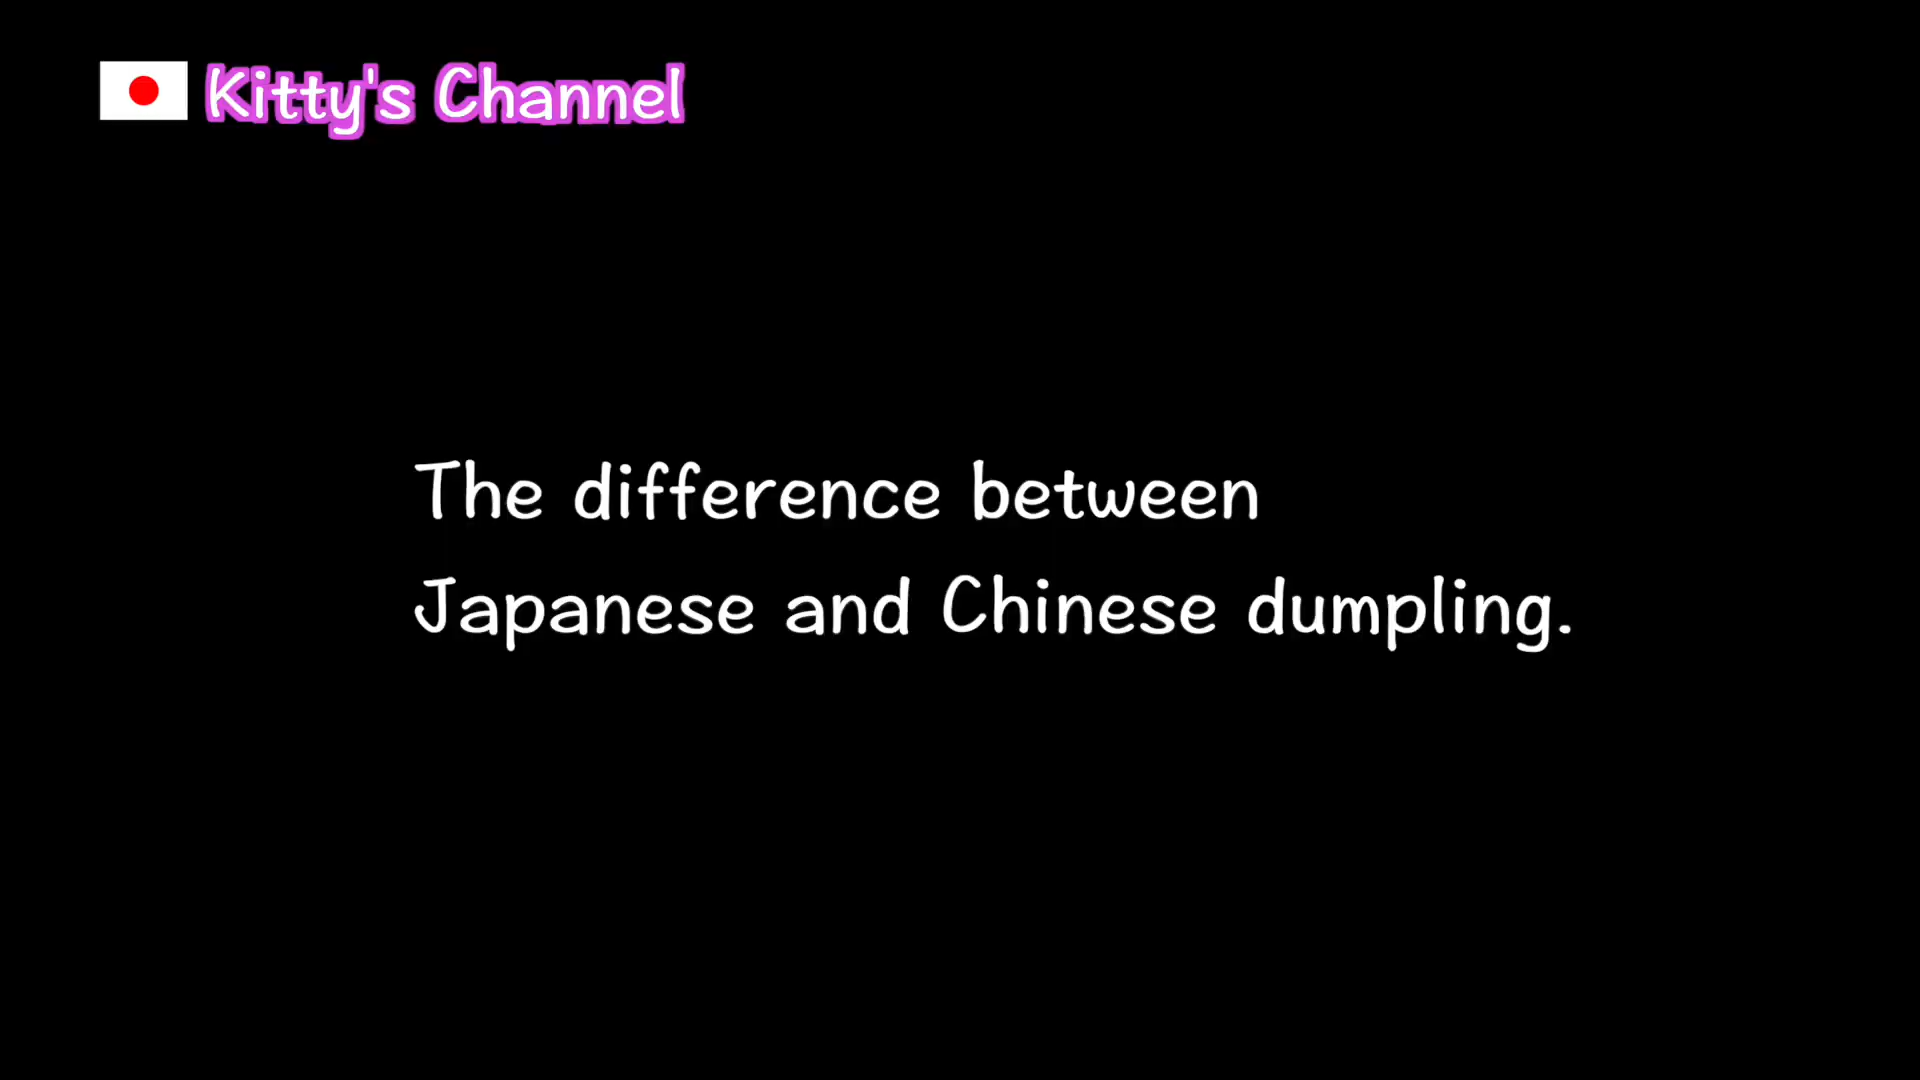 Kitty's Channel
The difference between
Japanese and Chinese dumpling.